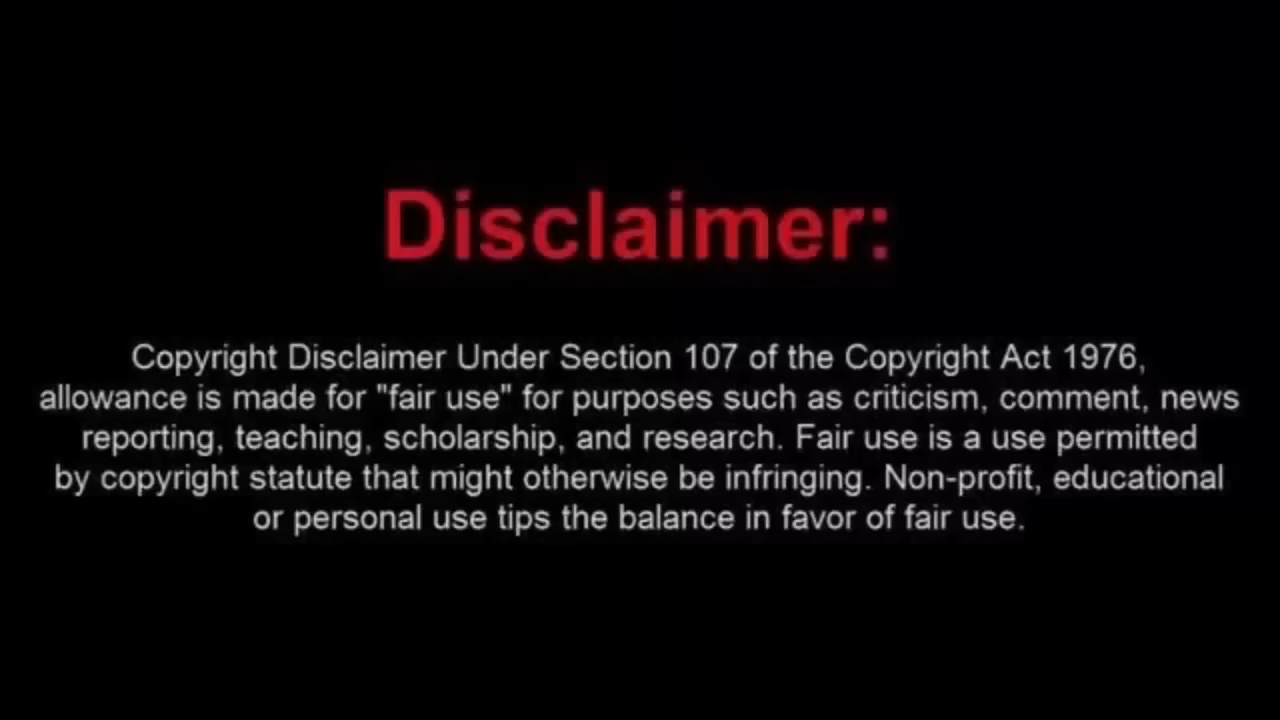 Disclaimer:
Copyright Disclaimer Under Section 107 of the Copyright Act 1976,
allowance is made for "fair use" for purposes such as criticism, comment, news
reporting, teaching, scholarship, and research. Fair use is a use permitted
by copyright statute that might otherwise be infringing. Non-profit, educational
or personal use tips the balance in favor of fair use.